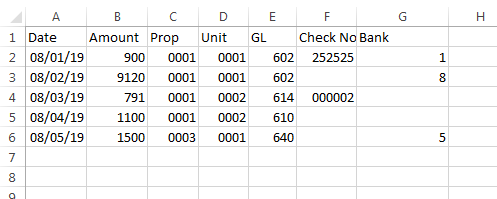 A B C D E F G H
1 Date Amount Prop Unit GL Check No Bank
2 08/01/19 900 0001 0001 602 252525 1
3 08/02/19 9120 0001 0001 602 8
4 08/03/19 791 0001 0002 614 000002
5 08/04/19 1100 0001 0002 610
6 08/05/19 1500 0003 0001 640 5
7
8
9